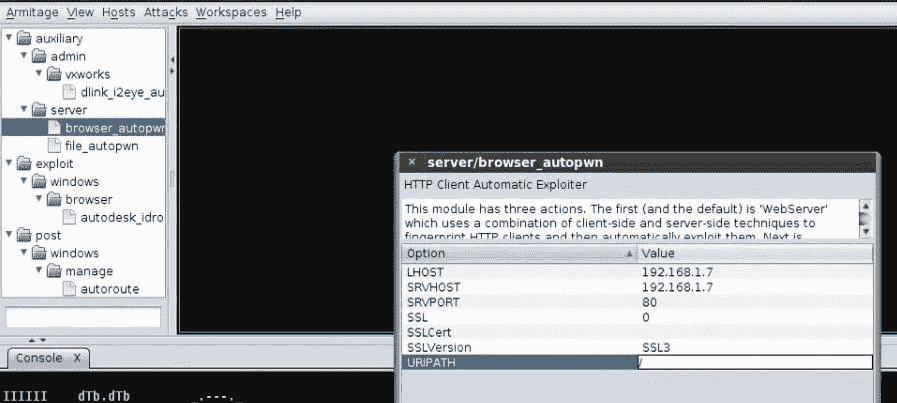 Armitage View Hosts Attacks Workspaces Help
auxiliary
admin
vxworks
dlink_i2eye_au
server
browser_autopwn
file_autopwn
exploit
windows
browser
autodesk_idro
post
windows
manage
autoroute
× server/browser_autopwn
HTTP Client Automatic Exploiter
This module has three actions. The first (and the default) is 'WebServer'
which uses a combination of client-side and server-side techniques to
fingerprint HTTP clients and then automatically exploit them. Next is
Option Value
LHOST 192.168.1.7
SRVHOST 192.168.1.7
SRVPORT 80
SSL 0
SSLCert
SSLVersion SSL3
URIPATH /
Console X
IIIIII dTb.dTb _.---._